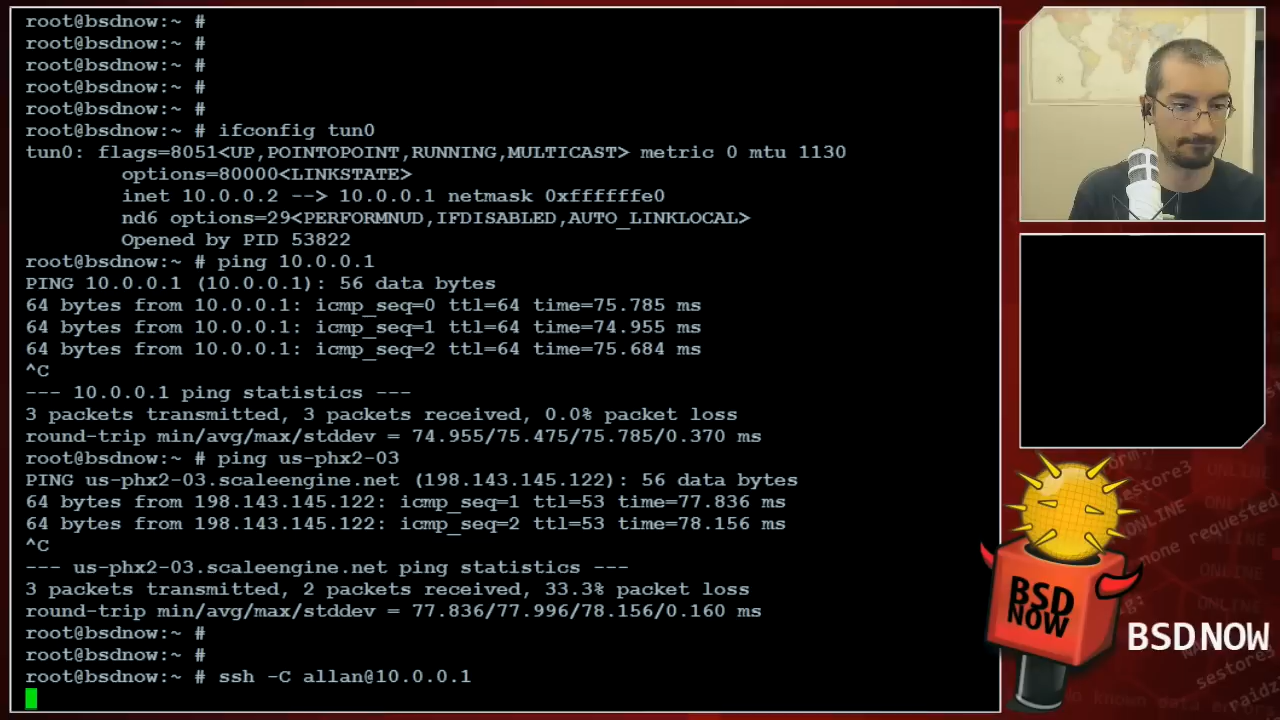 root@bsdnow:~ #
root@bsdnow:~ #
root@bsdnow:~ #
root@bsdnow:~ #
root@bsdnow:~ #
root@bsdnow:~ # ifconfig tun0
tun0: flags=8051<UP,POINTOPOINT,RUNNING,MULTICAST> metric 0 mtu 1130
options=80000<LINKSTATE>
inet 10.0.0.2 --> 10.0.0.1 netmask 0xffffffe0
nd6 options=29<PERFORMNUD,IFDISABLED,AUTO_LINKLOCAL>
Opened by PID 53822
root@bsdnow:~ # ping 10.0.0.1
PING 10.0.0.1 (10.0.0.1): 56 data bytes
64 bytes from 10.0.0.1: icmp_seq=0 ttl=64 time=75.785 ms
64 bytes from 10.0.0.1: icmp_seq=1 ttl=64 time=74.955 ms
64 bytes from 10.0.0.1: icmp_seq=2 ttl=64 time=75.684 ms
^C
--- 10.0.0.1 ping statistics ---
3 packets transmitted, 3 packets received, 0.0% packet loss
round-trip min/avg/max/stddev = 74.955/75.475/75.785/0.370 ms
root@bsdnow:~ # ping us-phx2-03
PING us-phx2-03.scaleengine.net (198.143.145.122): 56 data bytes
64 bytes from 198.143.145.122: icmp_seq=1 ttl=53 time=77.836 ms
64 bytes from 198.143.145.122: icmp_seq=2 ttl=53 time=78.156 ms
^C
--- us-phx2-03.scaleengine.net ping statistics ---
3 packets transmitted, 2 packets received, 33.3% packet loss
round-trip min/avg/max/stddev = 77.836/77.996/78.156/0.160 ms
root@bsdnow:~ #
root@bsdnow:~ #
root@bsdnow:~ # ssh -C allan@10.0.0.1
BSD
NOW
BSDNOW